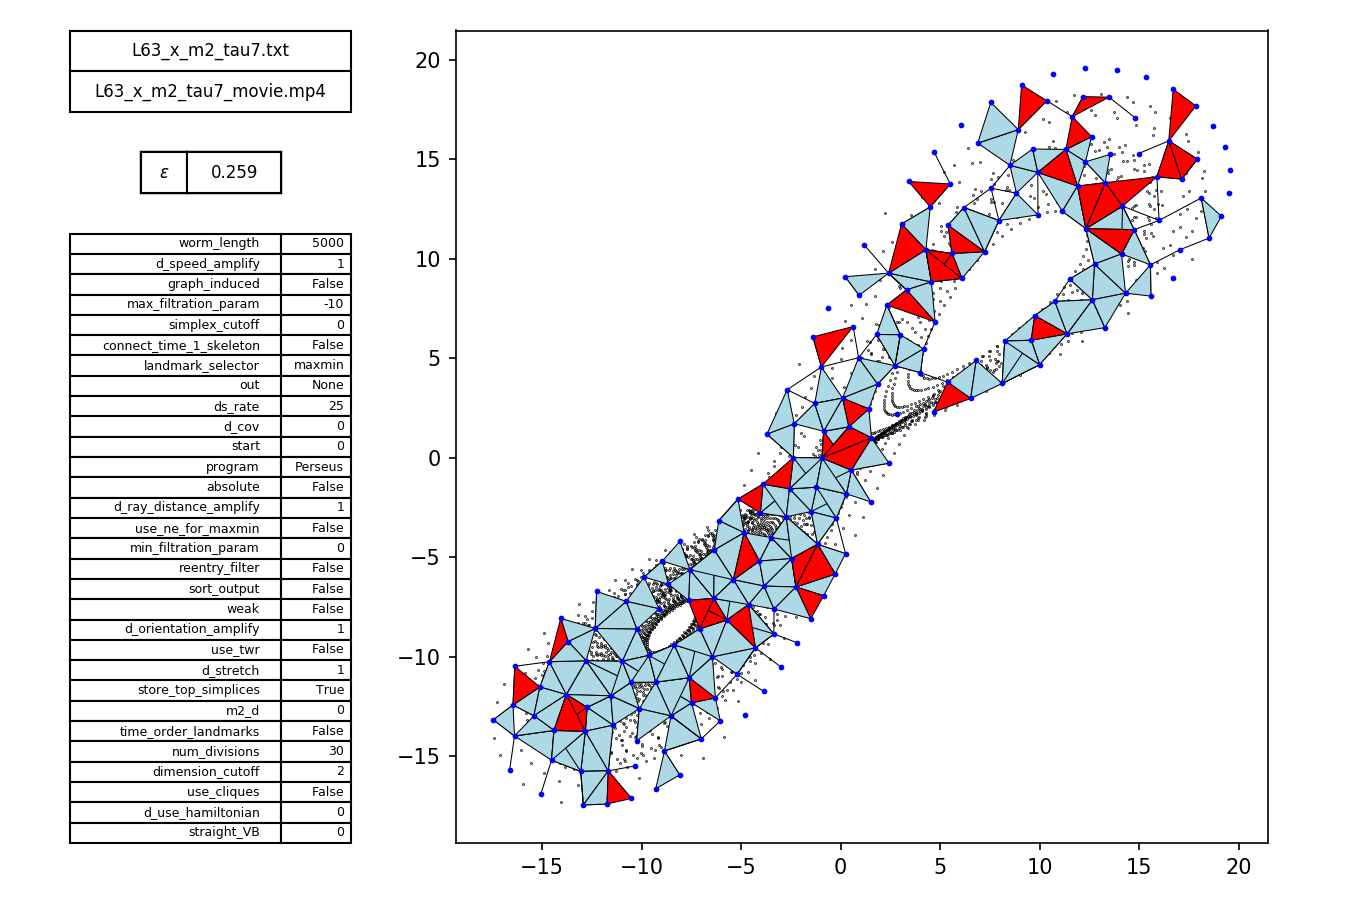 L63_x_m2_tau7.txt
L63_x_m2_tau7_movie.mp4
ε 0.259
worm_length 5000
d_speed_amplify 1
graph_induced False
max_filtration_param -10
simplex_cutoff 0
connect_time_1_skeleton False
landmark_selector maxmin
out None
ds_rate 25
d_cov 0
start 0
program Perseus
absolute False
d_ray_distance_amplify 1
use_ne_for_maxmin False
min_filtration_param 0
reentry_filter False
sort_output False
weak False
d_orientation_amplify 1
use_twr False
d_stretch 1
store_top_simplices True
m2_d 0
time_order_landmarks False
num_divisions 30
dimension_cutoff 2
use_cliques False
d_use_hamiltonian 0
straight_VB 0
20
15
10
5
0
−5
−10
−15
−15 −10 −5 0 5 10 15 20